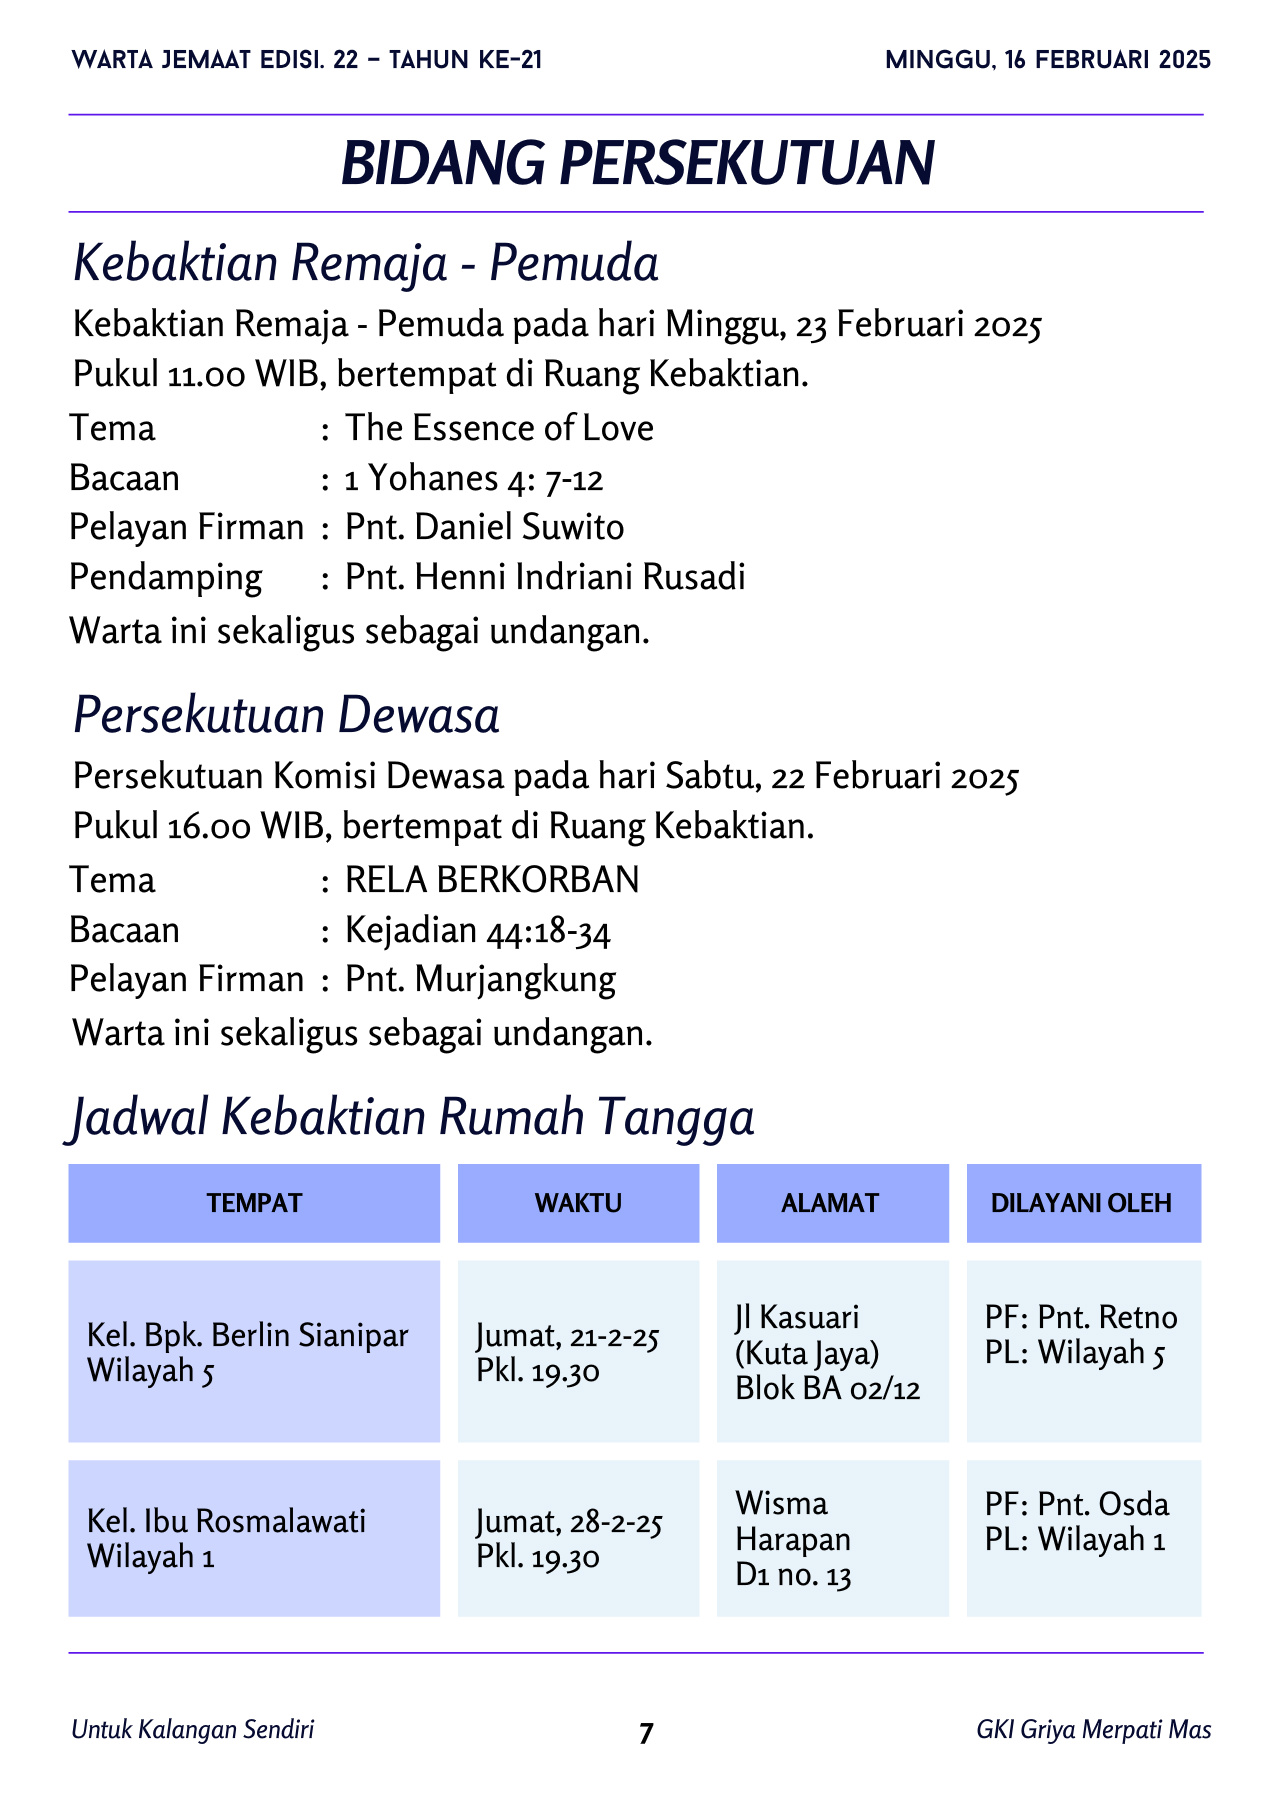 WARTA JEMAAT EDISI. 22 – TAHUN KE-21
MINGGU, 16 FEBRUARI 2025
BIDANG PERSEKUTUAN
Kebaktian Remaja - Pemuda
Kebaktian Remaja - Pemuda pada hari Minggu, 23 Februari 2025
Pukul 11.00 WIB, bertempat di Ruang Kebaktian.
Tema : The Essence of Love
Bacaan : 1 Yohanes 4: 7-12
Pelayan Firman : Pnt. Daniel Suwito
Pendamping : Pnt. Henni Indriani Rusadi
Warta ini sekaligus sebagai undangan.
Persekutuan Dewasa
Persekutuan Komisi Dewasa pada hari Sabtu, 22 Februari 2025
Pukul 16.00 WIB, bertempat di Ruang Kebaktian.
Tema : RELA BERKORBAN
Bacaan : Kejadian 44:18-34
Pelayan Firman : Pnt. Murjangkung
Warta ini sekaligus sebagai undangan.
Jadwal Kebaktian Rumah Tangga
TEMPAT WAKTU ALAMAT DILAYANI OLEH
Kel. Bpk. Berlin Sianipar
Wilayah 5
Jumat, 21-2-25
Pkl. 19.30
Jl Kasuari
(Kuta Jaya)
Blok BA 02/12
PF: Pnt. Retno
PL: Wilayah 5
Kel. Ibu Rosmalawati
Wilayah 1
Jumat, 28-2-25
Pkl. 19.30
Wisma
Harapan
D1 no. 13
PF: Pnt. Osda
PL: Wilayah 1
Untuk Kalangan Sendiri
7
GKI Griya Merpati Mas